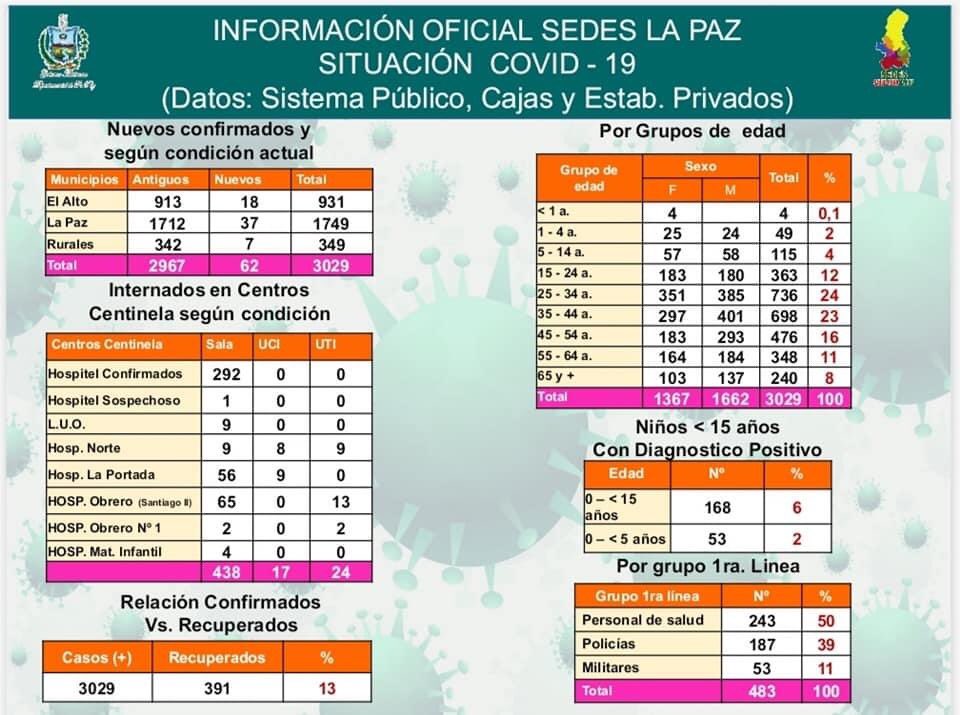 INFORMACIÓN OFICIAL SEDES LA PAZ
SITUACIÓN COVID - 19
(Datos: Sistema Público, Cajas y Estab. Privados)
SEDES
Nuevos confirmados y
según condición actual
Municipios Antiguos Nuevos Total
El Alto 913 18 931
La Paz 1712 37 1749
Rurales 342 7 349
Total 2967 62 3029
Internados en Centros
Centinela según condición
Centros Centinela Sala UCI UTI
Hospitel Confirmados 292 0 0
Hospitel Sospechoso 1 0 0
L.U.O. 9 0 0
Hosp. Norte 9 8 9
Hosp. La Portada 56 9 0
HOSP. Obrero (Santiago II) 65 0 13
HOSP. Obrero Nº 1 2 0 2
HOSP. Mat. Infantil 4 0 0
438 17 24
Relación Confirmados
Vs. Recuperados
Casos (+) Recuperados %
3029 391 13
Por Grupos de edad
Grupo de edad Sexo Total %
F M
< 1 a. 4 4 0,1
1 - 4 a. 25 24 49 2
5 - 14 a. 57 58 115 4
15 - 24 a. 183 180 363 12
25 - 34 a. 351 385 736 24
35 - 44 a. 297 401 698 23
45 - 54 a. 183 293 476 16
55 - 64 a. 164 184 348 11
65 y + 103 137 240 8
Total 1367 1662 3029 100
Niños < 15 años
Con Diagnostico Positivo
Edad Nº %
0 – < 15 años 168 6
0 – < 5 años 53 2
Por grupo 1ra. Linea
Grupo 1ra línea Nº %
Personal de salud 243 50
Policías 187 39
Militares 53 11
Total 483 100